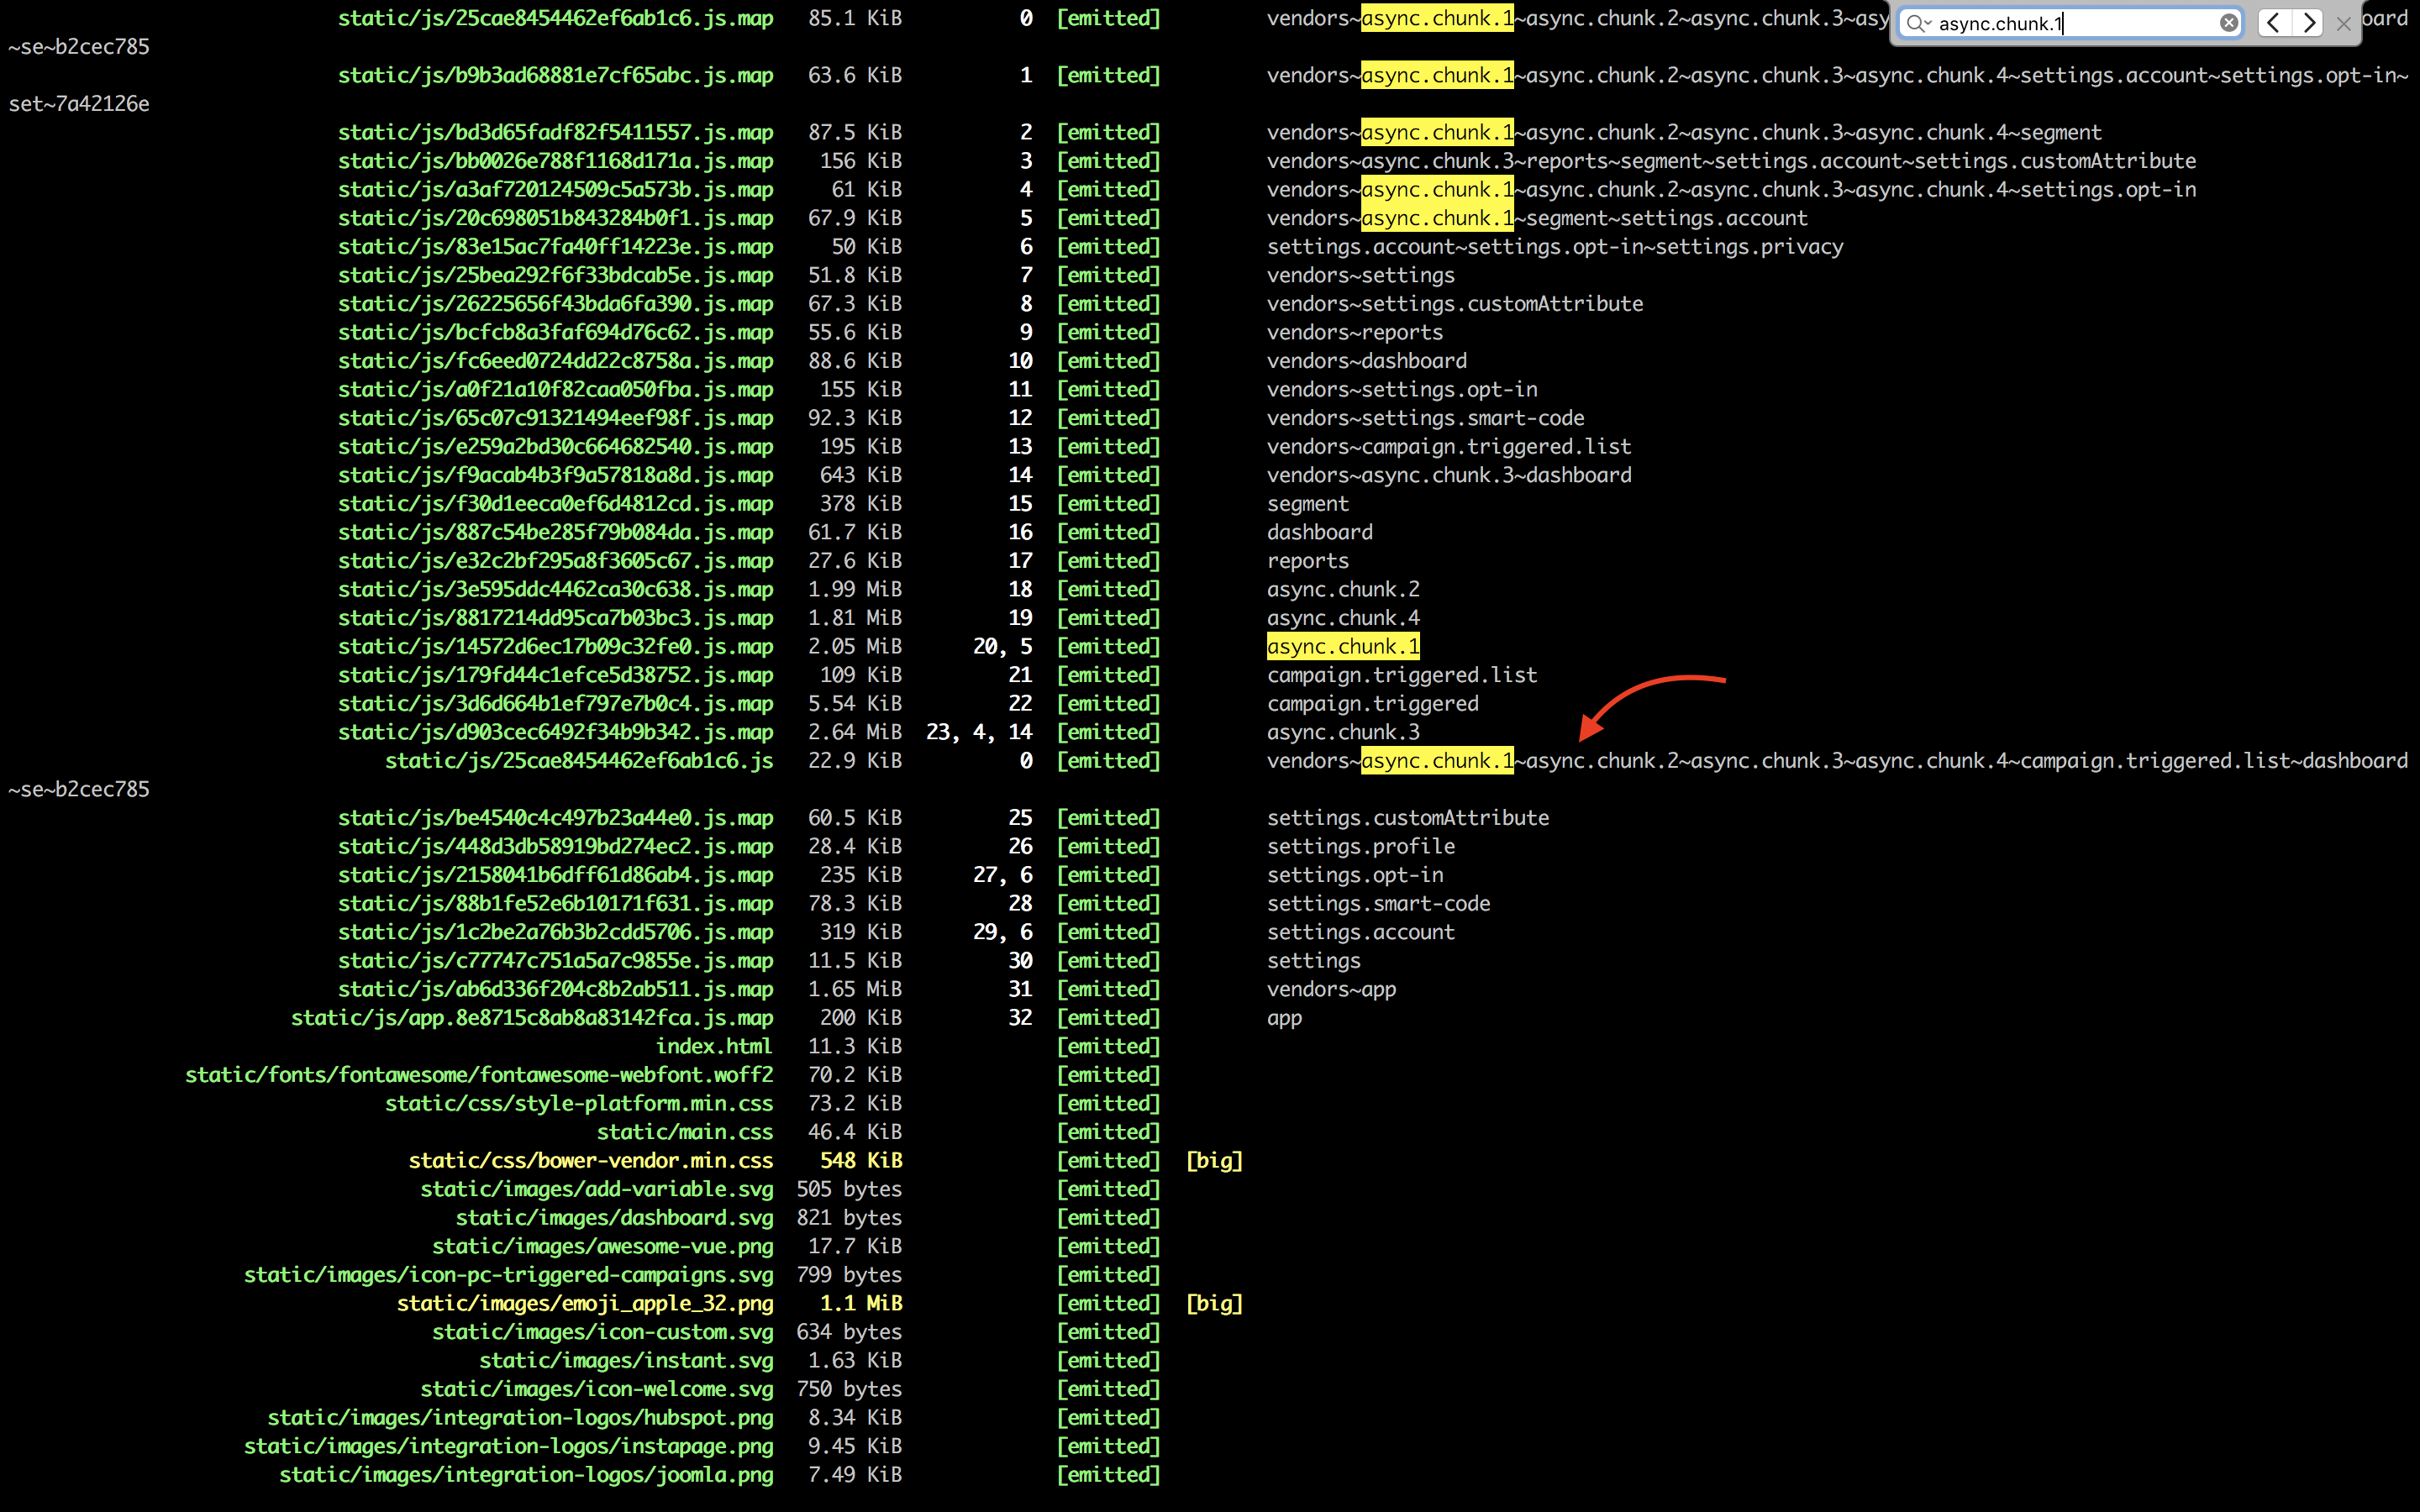 static/js/25cae8454462ef6ab1c6.js.map 85.1 KiB 0 [emitted] vendors~async.chunk.1~async.chunk.2~async.chunk.3~asy oard
async.chunk.1
~se~b2cec785
static/js/b9b3ad68881e7cf65abc.js.map 63.6 KiB 1 [emitted] vendors~async.chunk.1~async.chunk.2~async.chunk.3~async.chunk.4~settings.account~settings.opt-in~
set~7a42126e
static/js/bd3d65fadf82f5411557.js.map 87.5 KiB 2 [emitted] vendors~async.chunk.1~async.chunk.2~async.chunk.3~async.chunk.4~segment
static/js/bb0026e788f1168d171a.js.map 156 KiB 3 [emitted] vendors~async.chunk.3~reports~segment~settings.account~settings.customAttribute
static/js/a3af720124509c5a573b.js.map 61 KiB 4 [emitted] vendors~async.chunk.1~async.chunk.2~async.chunk.3~async.chunk.4~settings.opt-in
static/js/20c698051b843284b0f1.js.map 67.9 KiB 5 [emitted] vendors~async.chunk.1~segment~settings.account
static/js/83e15ac7fa40ff14223e.js.map 50 KiB 6 [emitted] settings.account~settings.opt-in~settings.privacy
static/js/25bea292f6f33bdcab5e.js.map 51.8 KiB 7 [emitted] vendors~settings
static/js/26225656f43bda6fa390.js.map 67.3 KiB 8 [emitted] vendors~settings.customAttribute
static/js/bcfcb8a3faf694d76c62.js.map 55.6 KiB 9 [emitted] vendors~reports
static/js/fc6eed0724dd22c8758a.js.map 88.6 KiB 10 [emitted] vendors~dashboard
static/js/a0f21a10f82caa050fba.js.map 155 KiB 11 [emitted] vendors~settings.opt-in
static/js/65c07c91321494eef98f.js.map 92.3 KiB 12 [emitted] vendors~settings.smart-code
static/js/e259a2bd30c664682540.js.map 195 KiB 13 [emitted] vendors~campaign.triggered.list
static/js/f9acab4b3f9a57818a8d.js.map 643 KiB 14 [emitted] vendors~async.chunk.3~dashboard
static/js/f30d1eeca0ef6d4812cd.js.map 378 KiB 15 [emitted] segment
static/js/887c54be285f79b084da.js.map 61.7 KiB 16 [emitted] dashboard
static/js/e32c2bf295a8f3605c67.js.map 27.6 KiB 17 [emitted] reports
static/js/3e595ddc4462ca30c638.js.map 1.99 MiB 18 [emitted] async.chunk.2
static/js/8817214dd95ca7b03bc3.js.map 1.81 MiB 19 [emitted] async.chunk.4
static/js/14572d6ec17b09c32fe0.js.map 2.05 MiB 20, 5 [emitted] async.chunk.1
static/js/179fd44c1efce5d38752.js.map 109 KiB 21 [emitted] campaign.triggered.list
static/js/3d6d664b1ef797e7b0c4.js.map 5.54 KiB 22 [emitted] campaign.triggered
static/js/d903cec6492f34b9b342.js.map 2.64 MiB 23, 4, 14 [emitted] async.chunk.3
static/js/25cae8454462ef6ab1c6.js 22.9 KiB 0 [emitted] vendors~async.chunk.1~async.chunk.2~async.chunk.3~async.chunk.4~campaign.triggered.list~dashboard
~se~b2cec785
static/js/be4540c4c497b23a44e0.js.map 60.5 KiB 25 [emitted] settings.customAttribute
static/js/448d3db58919bd274ec2.js.map 28.4 KiB 26 [emitted] settings.profile
static/js/2158041b6dff61d86ab4.js.map 235 KiB 27, 6 [emitted] settings.opt-in
static/js/88b1fe52e6b10171f631.js.map 78.3 KiB 28 [emitted] settings.smart-code
static/js/1c2be2a76b3b2cdd5706.js.map 319 KiB 29, 6 [emitted] settings.account
static/js/c77747c751a5a7c9855e.js.map 11.5 KiB 30 [emitted] settings
static/js/ab6d336f204c8b2ab511.js.map 1.65 MiB 31 [emitted] vendors~app
static/js/app.8e8715c8ab8a83142fca.js.map 200 KiB 32 [emitted] app
index.html 11.3 KiB [emitted]
static/fonts/fontawesome/fontawesome-webfont.woff2 70.2 KiB [emitted]
static/css/style-platform.min.css 73.2 KiB [emitted]
static/main.css 46.4 KiB [emitted]
static/css/bower-vendor.min.css 548 KiB [emitted] [big]
static/images/add-variable.svg 505 bytes [emitted]
static/images/dashboard.svg 821 bytes [emitted]
static/images/awesome-vue.png 17.7 KiB [emitted]
static/images/icon-pc-triggered-campaigns.svg 799 bytes [emitted]
static/images/emoji_apple_32.png 1.1 MiB [emitted] [big]
static/images/icon-custom.svg 634 bytes [emitted]
static/images/instant.svg 1.63 KiB [emitted]
static/images/icon-welcome.svg 750 bytes [emitted]
static/images/integration-logos/hubspot.png 8.34 KiB [emitted]
static/images/integration-logos/instapage.png 9.45 KiB [emitted]
static/images/integration-logos/joomla.png 7.49 KiB [emitted]